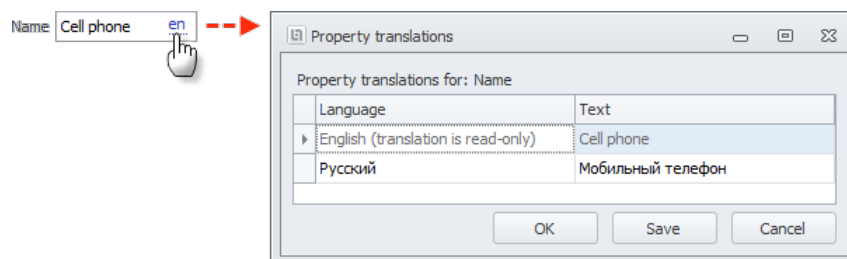 Name Cell phone en
Property translations
Property translations for: Name
Language Text
English (translation is read-only) Cell phone
Русский Мобильный телефон
OK Save Cancel